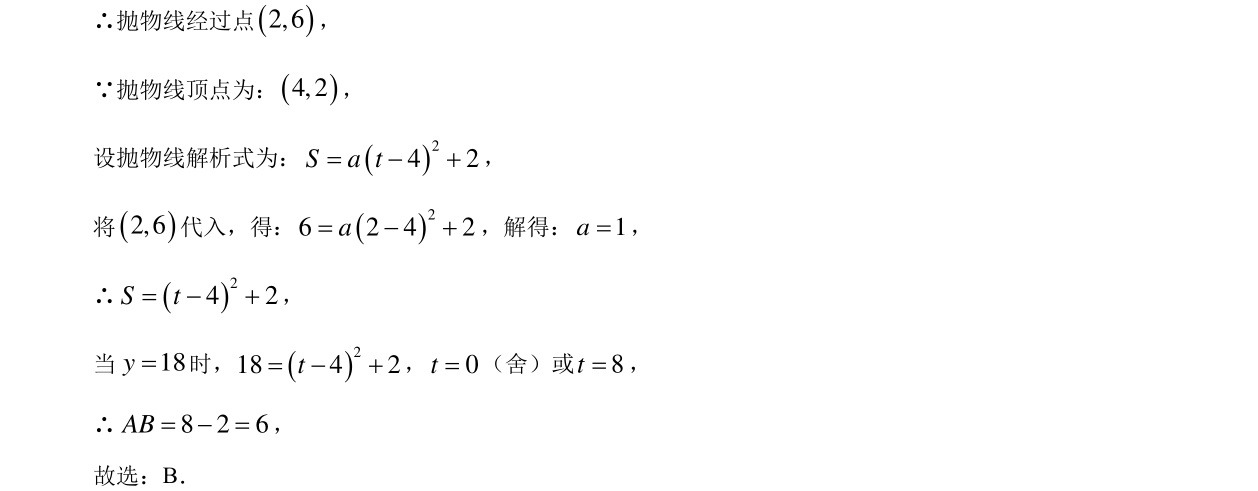 ∴抛物线经过点(2,6)，
∵抛物线顶点为：(4,2)，
设抛物线解析式为：S=a(t−4)²+2，
将(2,6)代入，得：6=a(2−4)²+2，解得：a=1，
∴S=(t−4)²+2，
当y=18时，18=(t−4)²+2，t=0（舍）或t=8，
∴AB=8−2=6，
故选：B．